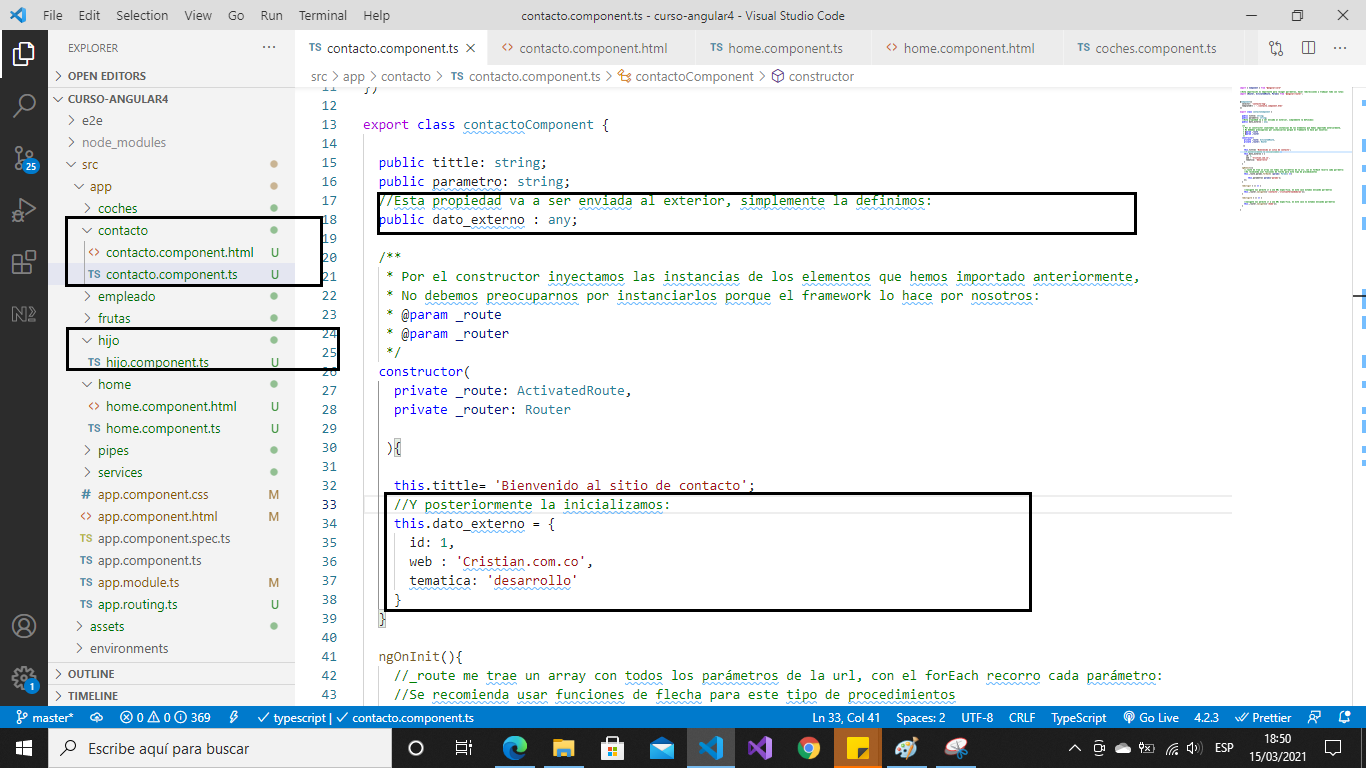 File Edit Selection View Go Run Terminal Help
contacto.component.ts - curso-angular4 - Visual Studio Code
EXPLORER
OPEN EDITORS
CURSO-ANGULAR4
e2e
node_modules
src
app
coches
contacto
contacto.component.html U
TS contacto.component.ts U
empleado
frutas
hijo
TS hijo.component.ts U
home
home.component.html U
TS home.component.ts U
pipes
services
# app.component.css M
app.component.html M
TS app.component.spec.ts
TS app.component.ts
TS app.module.ts M
TS app.routing.ts U
assets
environments
OUTLINE
TIMELINE
25
1
TS contacto.component.ts
contacto.component.html
TS home.component.ts
home.component.html
TS coches.component.ts
src > app > contacto > TS contacto.component.ts > contactoComponent > constructor
11 })
12
13 export class contactoComponent {
14
15 public tittle: string;
16 public parametro: string;
17 //Esta propiedad va a ser enviada al exterior, simplemente la definimos:
18 public dato_externo : any;
19
20 /**
21 * Por el constructor inyectamos las instancias de los elementos que hemos importado anteriormente,
22 * No debemos preocuparnos por instanciarlos porque el framework lo hace por nosotros:
23 * @param _route
24 * @param _router
25 */
26 constructor(
27 private _route: ActivatedRoute,
28 private _router: Router
29
30 ){
31
32 this.tittle= 'Bienvenido al sitio de contacto';
33 //Y posteriormente la inicializamos:
34 this.dato_externo = {
35 id: 1,
36 web : 'Cristian.com.co',
37 tematica: 'desarrollo'
38 }
39 }
40
41 ngOnInit(){
42 //_route me trae un array con todos los parámetros de la url, con el forEach recorro cada parámetro:
43 //Se recomienda usar funciones de flecha para este tipo de procedimientos
master* 0 0 369 typescript | contacto.component.ts
Ln 33, Col 41 Spaces: 2 UTF-8 CRLF TypeScript Go Live 4.2.3 Prettier
Escribe aquí para buscar
ESP
18:50
15/03/2021